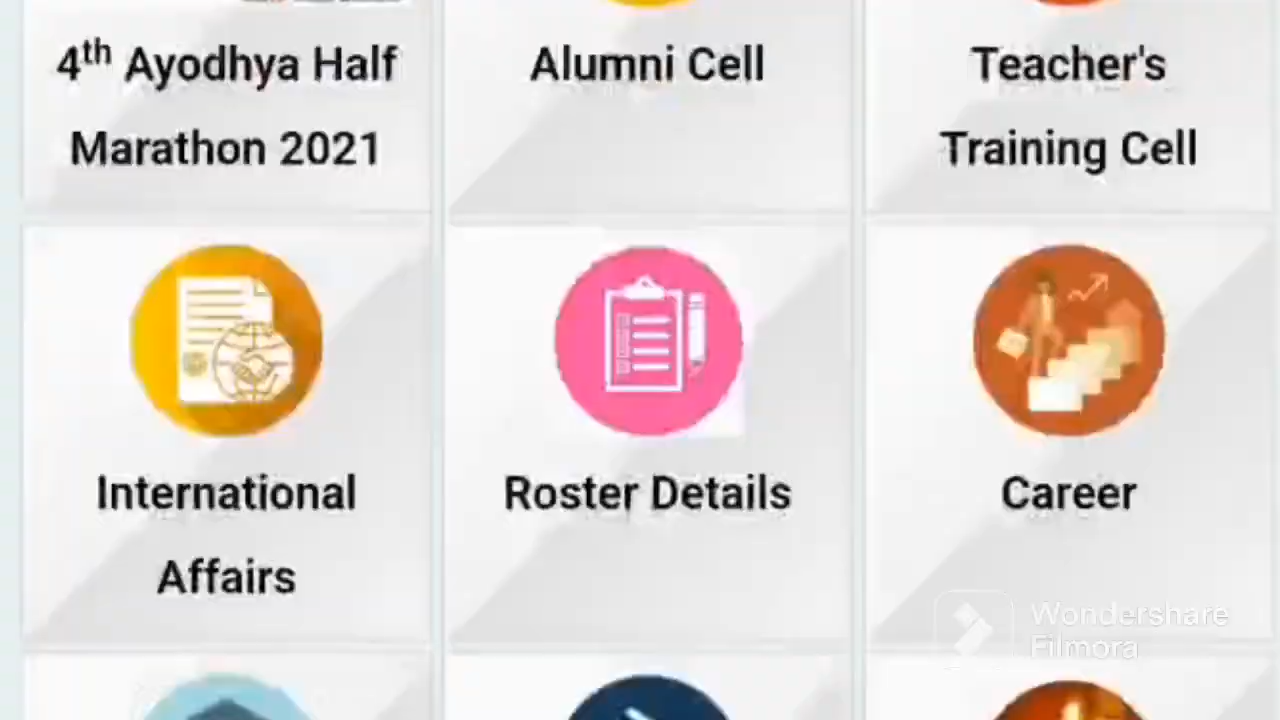 4th Ayodhya Half
Marathon 2021
Alumni Cell
Teacher's
Training Cell
International
Affairs
Roster Details
Career
Wondershare
Filmora